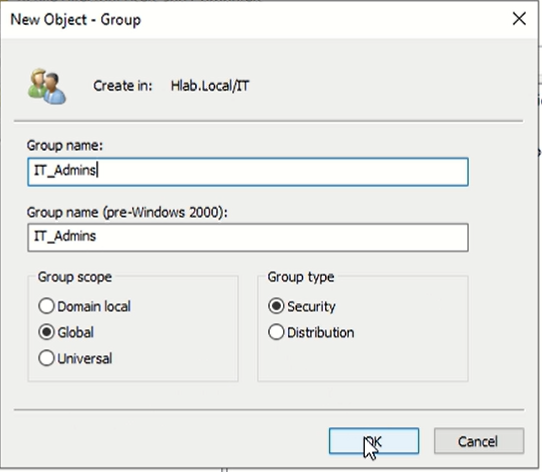 New Object - Group
Create in: Hlab.Local/IT
Group name:
IT_Admins
Group name (pre-Windows 2000):
IT_Admins
Group scope
Domain local
Global
Universal
Group type
Security
Distribution
OK
Cancel